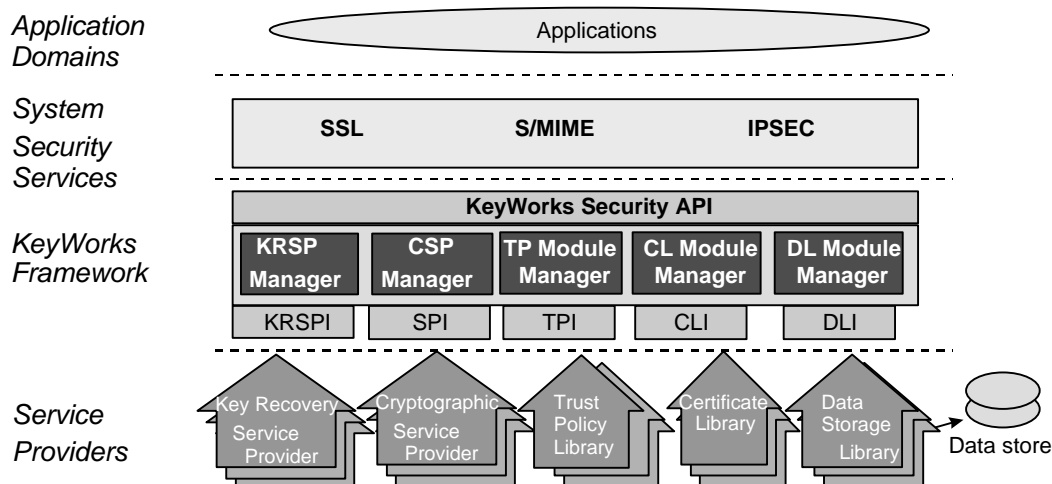 Application
Domains
Applications
System
Security
Services
SSL S/MIME IPSEC
KeyWorks Security API
KeyWorks
Framework
KRSP
Manager
CSP
Manager
TP Module
Manager
CL Module
Manager
DL Module
Manager
KRSPI SPI TPI CLI DLI
Service
Providers
Key Recovery
Service
Provider
Cryptographic
Service
Provider
Trust
Policy
Library
Certificate
Library
Data
Storage
Library
Data store